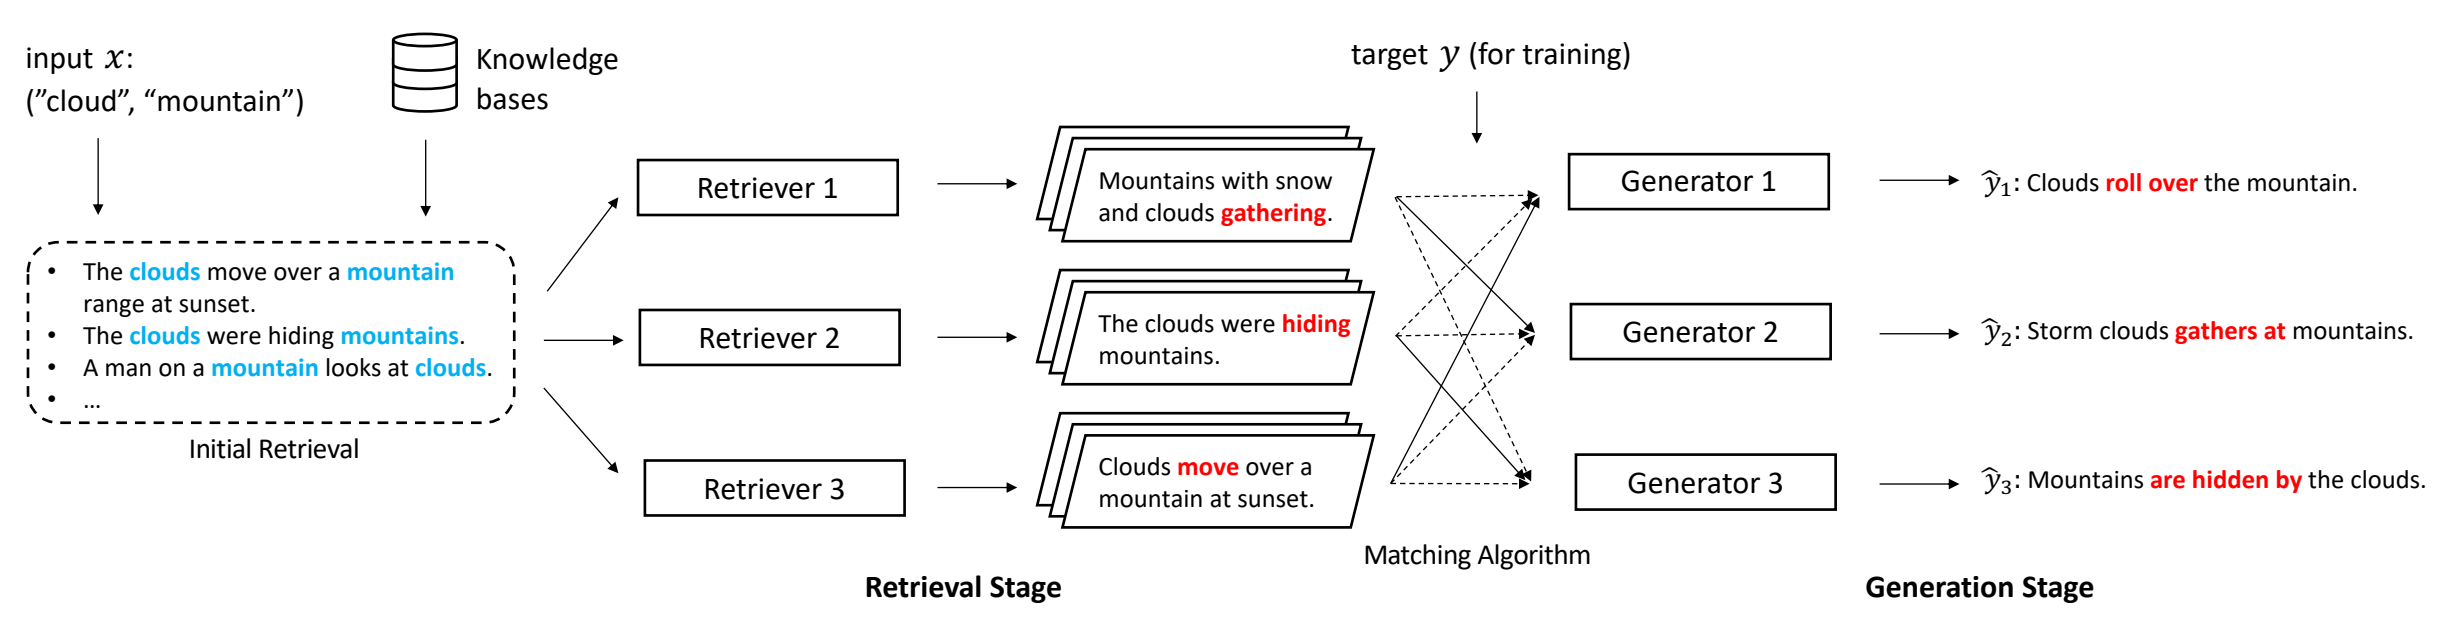 input x:
(”cloud”, “mountain”)
Knowledge
bases
• The clouds move over a mountain
range at sunset.
• The clouds were hiding mountains.
• A man on a mountain looks at clouds.
• ...
Initial Retrieval
Retriever 1
Retriever 2
Retriever 3
Mountains with snow
and clouds gathering.
The clouds were hiding
mountains.
Clouds move over a
mountain at sunset.
Retrieval Stage
target y (for training)
Matching Algorithm
Generator 1
Generator 2
Generator 3
ŷ₁: Clouds roll over the mountain.
ŷ₂: Storm clouds gathers at mountains.
ŷ₃: Mountains are hidden by the clouds.
Generation Stage